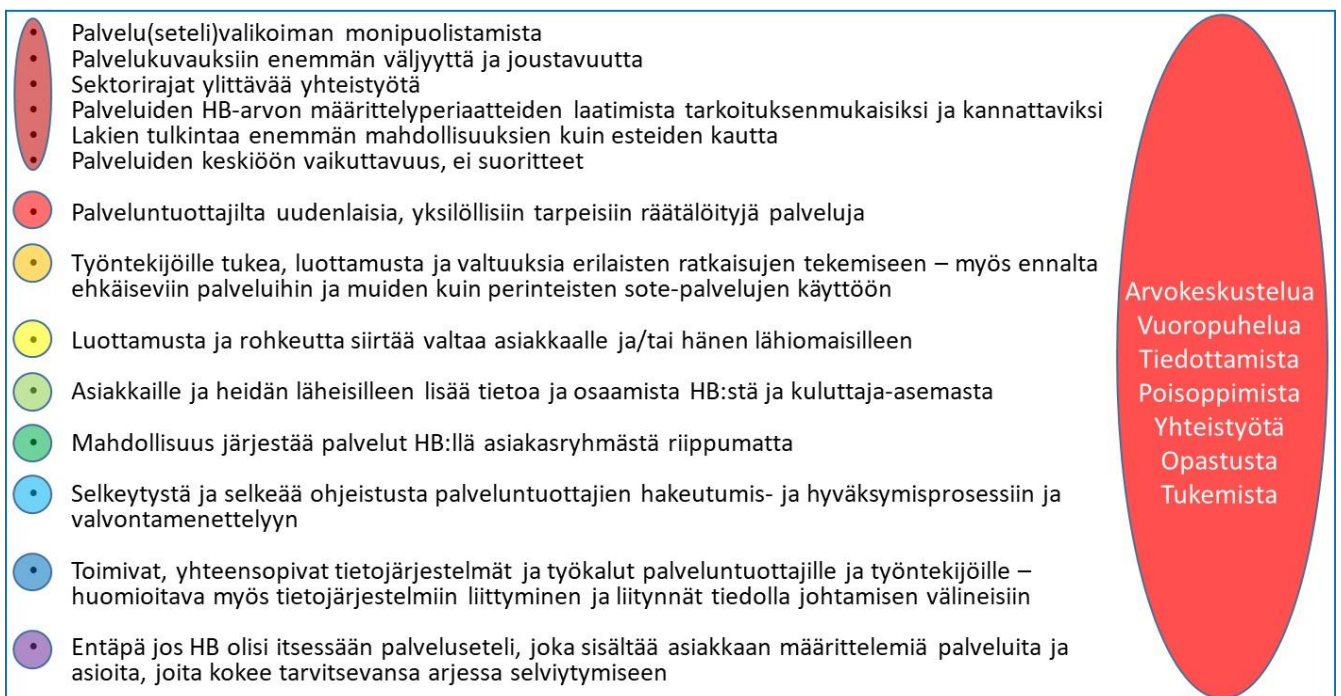 Palvelu(seteli)valikoiman monipuolistamista
Palvelukuvauksiin enemmän väljyyttä ja joustavuutta
Sektorirajat ylittävää yhteistyötä
Palveluiden HB-arvon määrittelyperiaatteiden laatimista tarkoituksenmukaisiksi ja kannattaviksi
Lakien tulkintaa enemmän mahdollisuuksien kuin esteiden kautta
Palveluiden keskiöön vaikuttavuus, ei suoritteet
Palveluntuottajilta uudenlaisia, yksilöllisiin tarpeisiin räätälöityjä palveluja
Työntekijöille tukea, luottamusta ja valtuuksia erilaisten ratkaisujen tekemiseen – myös ennalta
ehkäiseviin palveluihin ja muiden kuin perinteisten sote-palvelujen käyttöön
Luottamusta ja rohkeutta siirtää valtaa asiakkaalle ja/tai hänen lähiomaisilleen
Asiakkaille ja heidän läheisilleen lisää tietoa ja osaamista HB:stä ja kuluttaja-asemasta
Mahdollisuus järjestää palvelut HB:llä asiakasryhmästä riippumatta
Selkeytystä ja selkeää ohjeistusta palveluntuottajien hakeutumis- ja hyväksymisprosessiin ja
valvontamenettelyyn
Toimivat, yhteensopivat tietojärjestelmät ja työkalut palveluntuottajille ja työntekijöille –
huomioitava myös tietojärjestelmiin liittyminen ja liitynnät tiedolla johtamisen välineisiin
Entäpä jos HB olisi itsessään palveluseteli, joka sisältää asiakkaan määrittelemiä palveluita ja
asioita, joita kokee tarvitsevansa arjessa selviytymiseen
Arvokeskustelua
Vuoropuhelua
Tiedottamista
Poisoppimista
Yhteistyötä
Opastusta
Tukemista